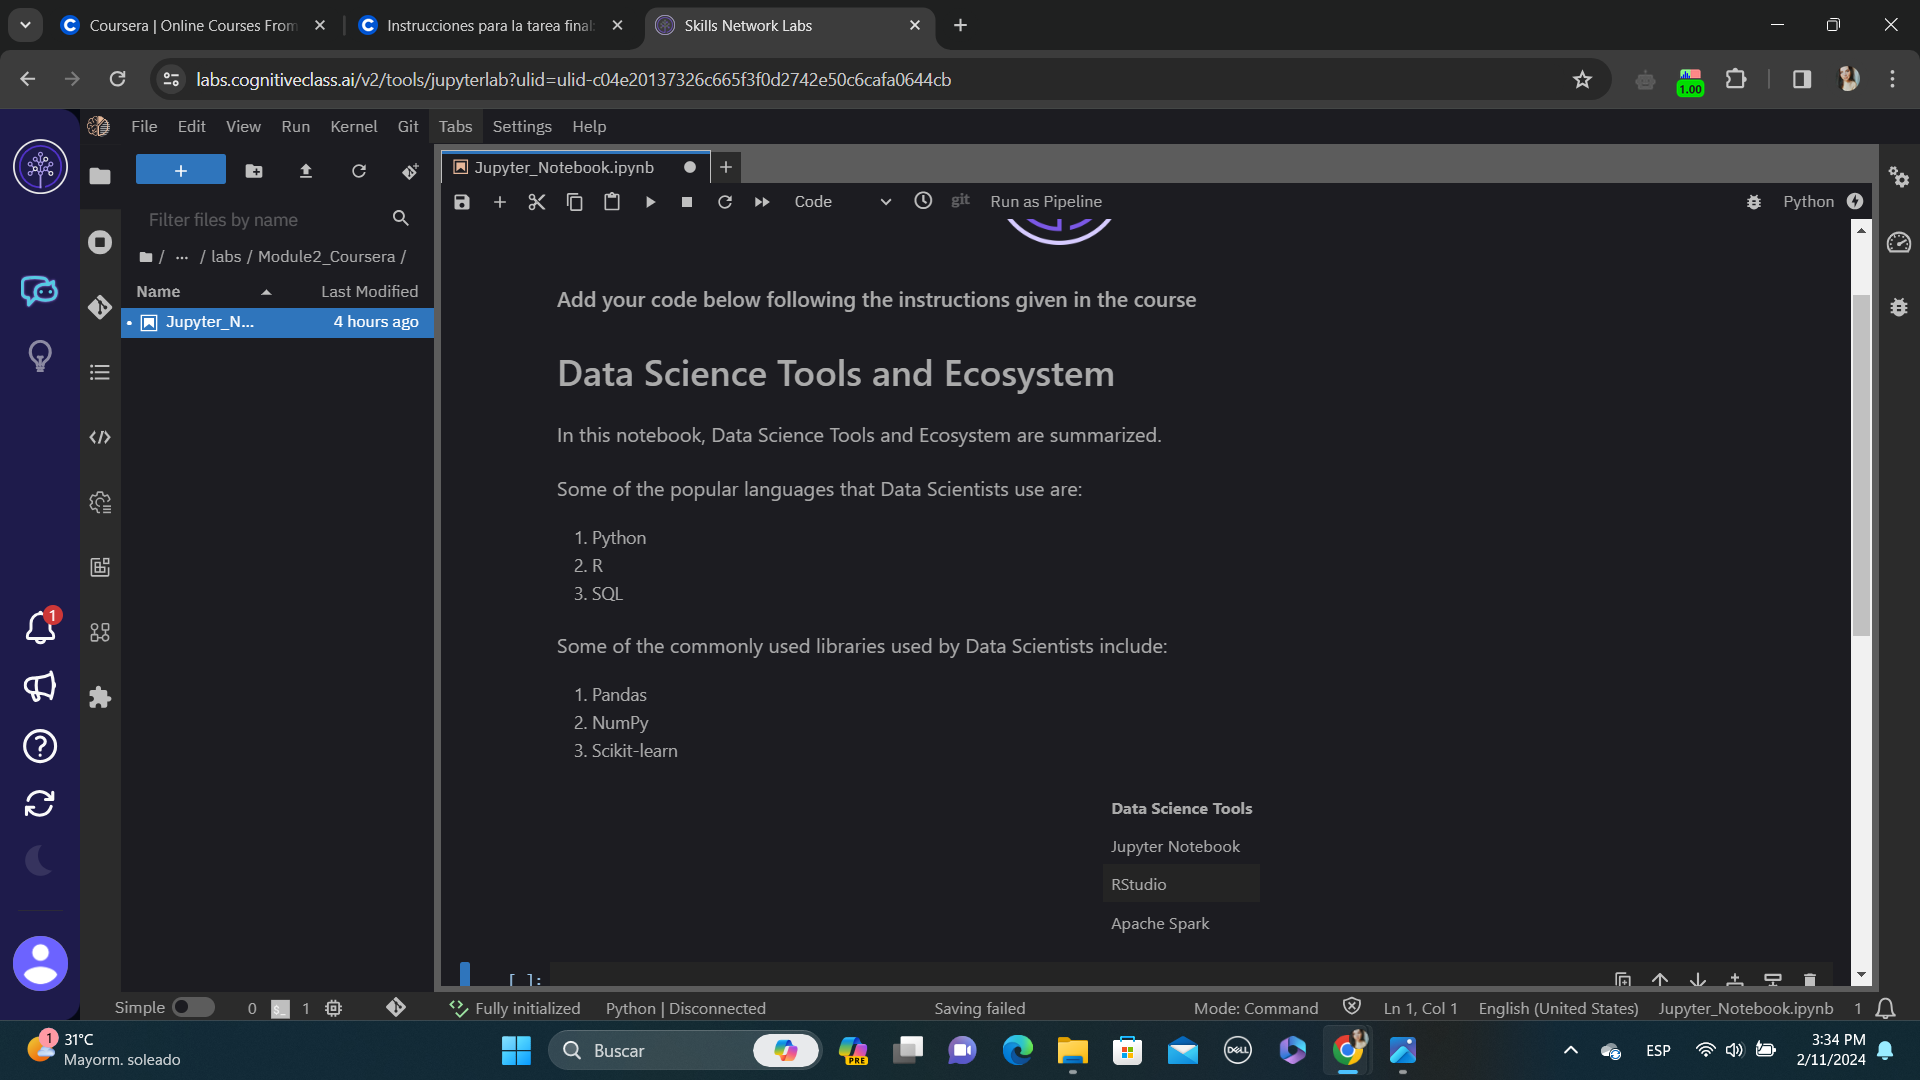 Coursera | Online Courses From
Instrucciones para la tarea final:
Skills Network Labs
labs.cognitiveclass.ai/v2/tools/jupyterlab?ulid=ulid-c04e20137326c665f3f0d2742e50c6cafa0644cb
1.00
File Edit View Run Kernel Git Tabs Settings Help
Jupyter_Notebook.ipynb
Code
git
Run as Pipeline
Python
Filter files by name
/ ... / labs / Module2_Coursera /
Name Last Modified
Jupyter_N... 4 hours ago
Add your code below following the instructions given in the course
Data Science Tools and Ecosystem
In this notebook, Data Science Tools and Ecosystem are summarized.
Some of the popular languages that Data Scientists use are:
1. Python
2. R
3. SQL
Some of the commonly used libraries used by Data Scientists include:
1. Pandas
2. NumPy
3. Scikit-learn
Data Science Tools
Jupyter Notebook
RStudio
Apache Spark
[ ]:
1
Simple 0 $_ 1 Fully initialized Python | Disconnected Saving failed Mode: Command Ln 1, Col 1 English (United States) Jupyter_Notebook.ipynb 1
1
31°C
Mayorm. soleado
Buscar
PRE
DELL
ESP
3:34 PM
2/11/2024